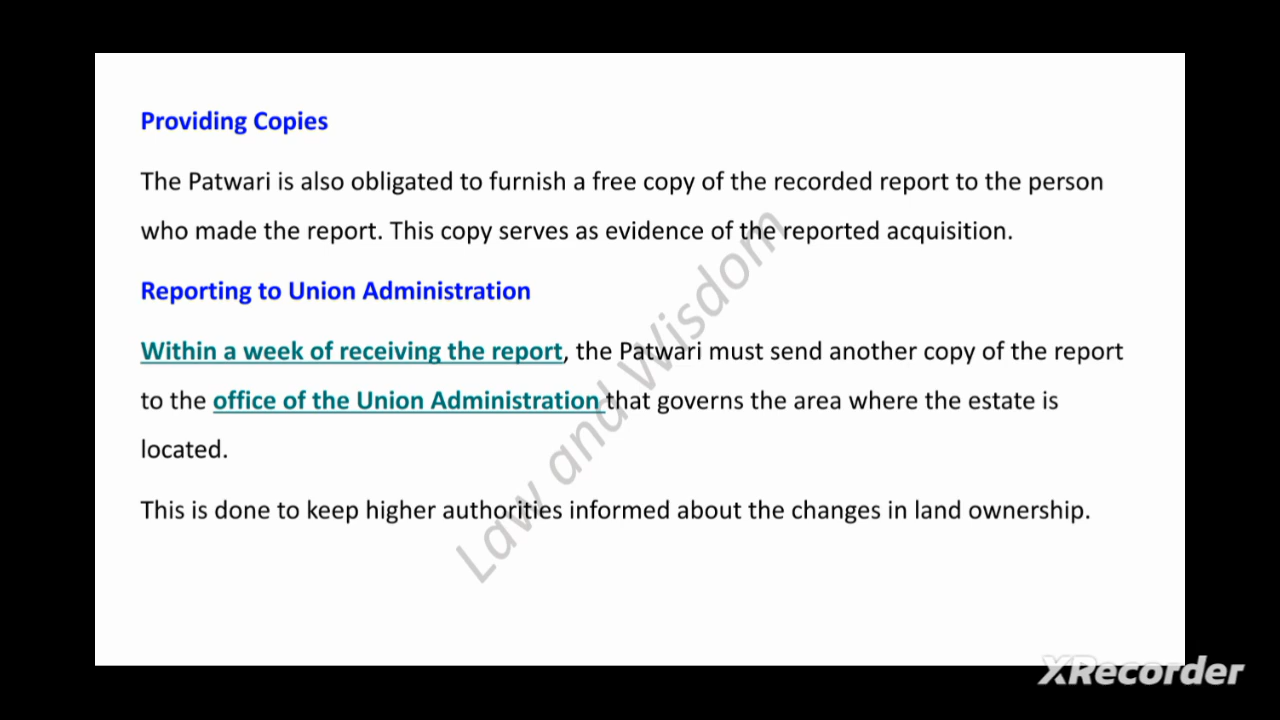 Providing Copies
The Patwari is also obligated to furnish a free copy of the recorded report to the person
who made the report. This copy serves as evidence of the reported acquisition.
Reporting to Union Administration
Within a week of receiving the report, the Patwari must send another copy of the report
to the office of the Union Administration that governs the area where the estate is
located.
This is done to keep higher authorities informed about the changes in land ownership.
Law and Wisdom
XRecorder